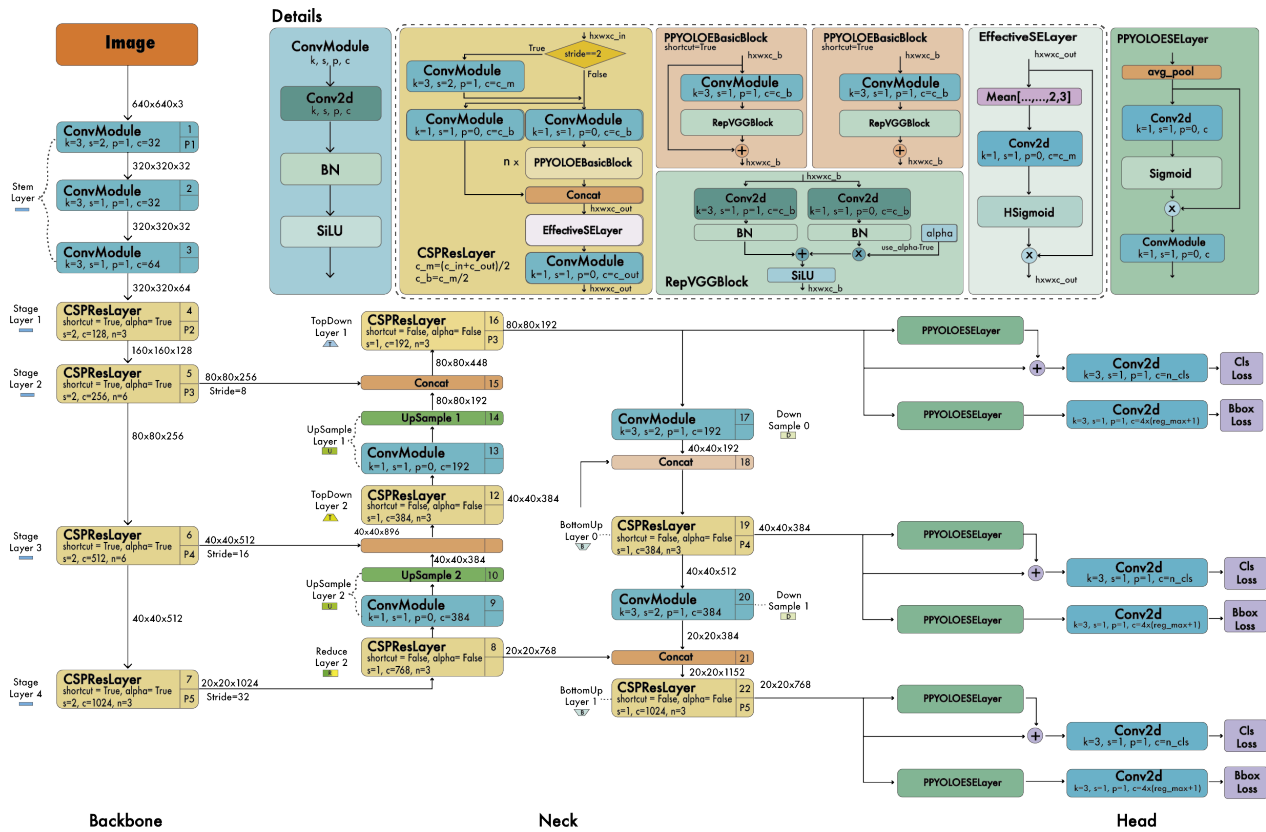 Details
Image
640x640x3
ConvModule
k=3, s=2, p=1, c=32
1
P1
320x320x32
Stem
Layer
ConvModule
k=3, s=1, p=1, c=32
2
320x320x32
ConvModule
k=3, s=1, p=1, c=64
3
320x320x64
Stage
Layer 1
CSPResLayer
shortcut = True, alpha= True
s=2, c=128, n=3
4
P2
160x160x128
Stage
Layer 2
CSPResLayer
shortcut = True, alpha= True
s=2, c=256, n=6
5
P3
80x80x256
Stride=8
80x80x256
Stage
Layer 3
CSPResLayer
shortcut = True, alpha= True
s=2, c=512, n=6
6
P4
40x40x512
Stride=16
40x40x512
Stage
Layer 4
CSPResLayer
shortcut = True, alpha= True
s=2, c=1024, n=3
7
P5
20x20x1024
Stride=32
Backbone
ConvModule
k, s, p, c
Conv2d
k, s, p, c
BN
SiLU
hxwxc_in
stride==2
True
False
ConvModule
k=3, s=2, p=1, c=c_m
ConvModule
k=1, s=1, p=0, c=c_b
ConvModule
k=1, s=1, p=0, c=c_b
n x
PPYOLOEBasicBlock
Concat
hxwxc_out
EffectiveSELayer
CSPResLayer
c_m=(c_in+c_out)/2
c_b=c_m/2
ConvModule
k=1, s=1, p=0, c=c_out
hxwxc_out
PPYOLOEBasicBlock
shortcut=True
hxwxc_b
ConvModule
k=3, s=1, p=1, c=c_b
RepVGGBlock
+
hxwxc_b
PPYOLOEBasicBlock
shortcut=True
hxwxc_b
ConvModule
k=3, s=1, p=1, c=c_b
RepVGGBlock
+
hxwxc_b
hxwxc_b
Conv2d
k=3, s=1, p=1, c=c_b
Conv2d
k=1, s=1, p=0, c=c_b
BN
BN
alpha
use_alpha-True
+
x
SiLU
hxwxc_b
RepVGGBlock
EffectiveSELayer
hxwxc_out
Mean[...,...,2,3]
Conv2d
k=1, s=1, p=0, c=c_m
HSigmoid
x
hxwxc_out
PPYOLOESELayer
avg_pool
Conv2d
k=1, s=1, p=0, c
Sigmoid
x
ConvModule
k=1, s=1, p=0, c
TopDown
Layer 1
T
CSPResLayer
shortcut = False, alpha= False
s=1, c=192, n=3
16
P3
80x80x192
80x80x448
Concat
15
80x80x192
UpSample 1
14
UpSample
Layer 1
U
ConvModule
k=1, s=1, p=0, c=192
13
TopDown
Layer 2
T
CSPResLayer
shortcut = False, alpha= False
s=1, c=384, n=3
12
40x40x384
40x40x896
40x40x384
UpSample 2
10
UpSample
Layer 2
U
ConvModule
k=1, s=1, p=0, c=384
9
Reduce
Layer 2
R
CSPResLayer
shortcut = False, alpha= False
s=1, c=768, n=3
8
20x20x768
ConvModule
k=3, s=2, p=1, c=192
17
Down
Sample 0
D
40x40x192
Concat
18
BottomUp
Layer 0
B
CSPResLayer
shortcut = False, alpha= False
s=1, c=384, n=3
19
P4
40x40x384
40x40x512
ConvModule
k=3, s=2, p=1, c=384
20
Down
Sample 1
D
20x20x384
Concat
21
20x20x1152
BottomUp
Layer 1
B
CSPResLayer
shortcut = False, alpha= False
s=1, c=1024, n=3
22
P5
20x20x768
Neck
PPYOLOESELayer
+
Conv2d
k=3, s=1, p=1, c=n_cls
Cls
Loss
PPYOLOESELayer
Conv2d
k=3, s=1, p=1, c=4x(reg_max+1)
Bbox
Loss
PPYOLOESELayer
+
Conv2d
k=3, s=1, p=1, c=n_cls
Cls
Loss
PPYOLOESELayer
Conv2d
k=3, s=1, p=1, c=4x(reg_max+1)
Bbox
Loss
PPYOLOESELayer
+
Conv2d
k=3, s=1, p=1, c=n_cls
Cls
Loss
PPYOLOESELayer
Conv2d
k=3, s=1, p=1, c=4x(reg_max+1)
Bbox
Loss
Head